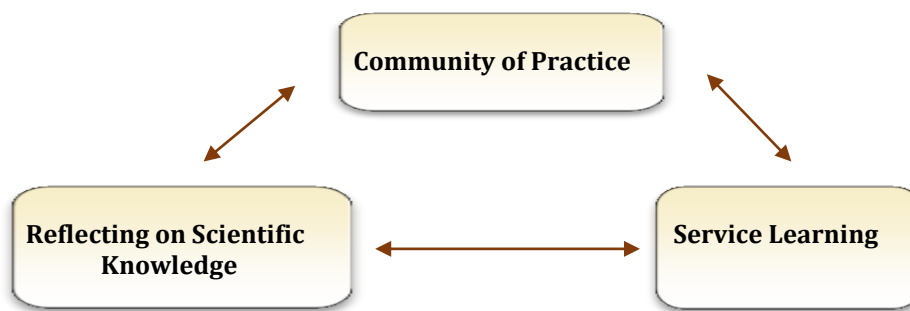 Community of Practice
Reflecting on Scientific
Knowledge
Service Learning